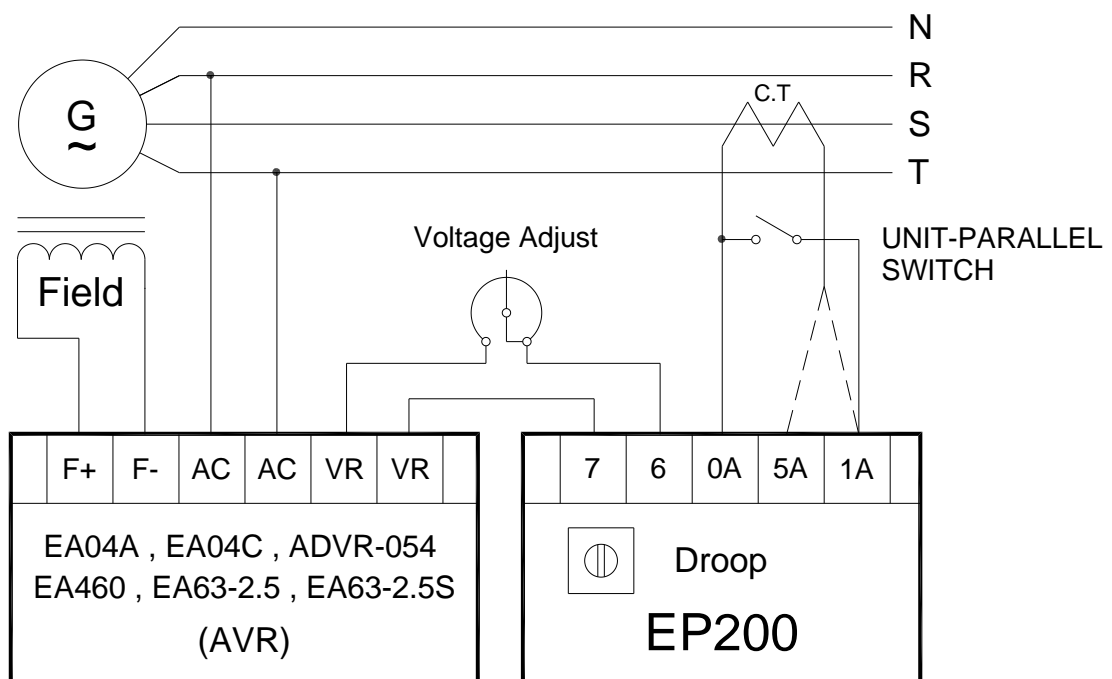 N
R
C.T
S
T
G
~
Voltage Adjust
UNIT-PARALLEL
SWITCH
Field
F+ F- AC AC VR VR
7 6 0A 5A 1A
EA04A , EA04C , ADVR-054
EA460 , EA63-2.5 , EA63-2.5S
(AVR)
Droop
EP200